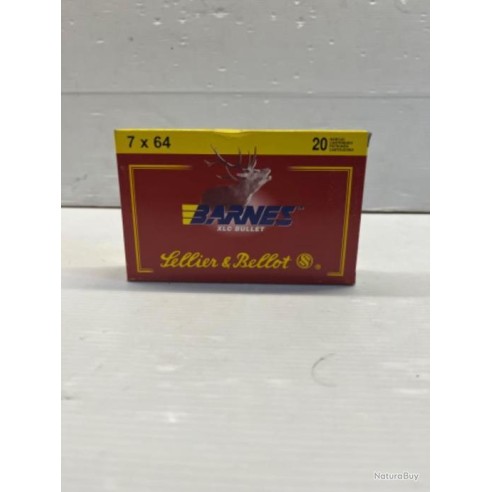 7 x 64
20
BARNES
XLC BULLET
Sellier & Bellot S&B ®
NaturaBuy